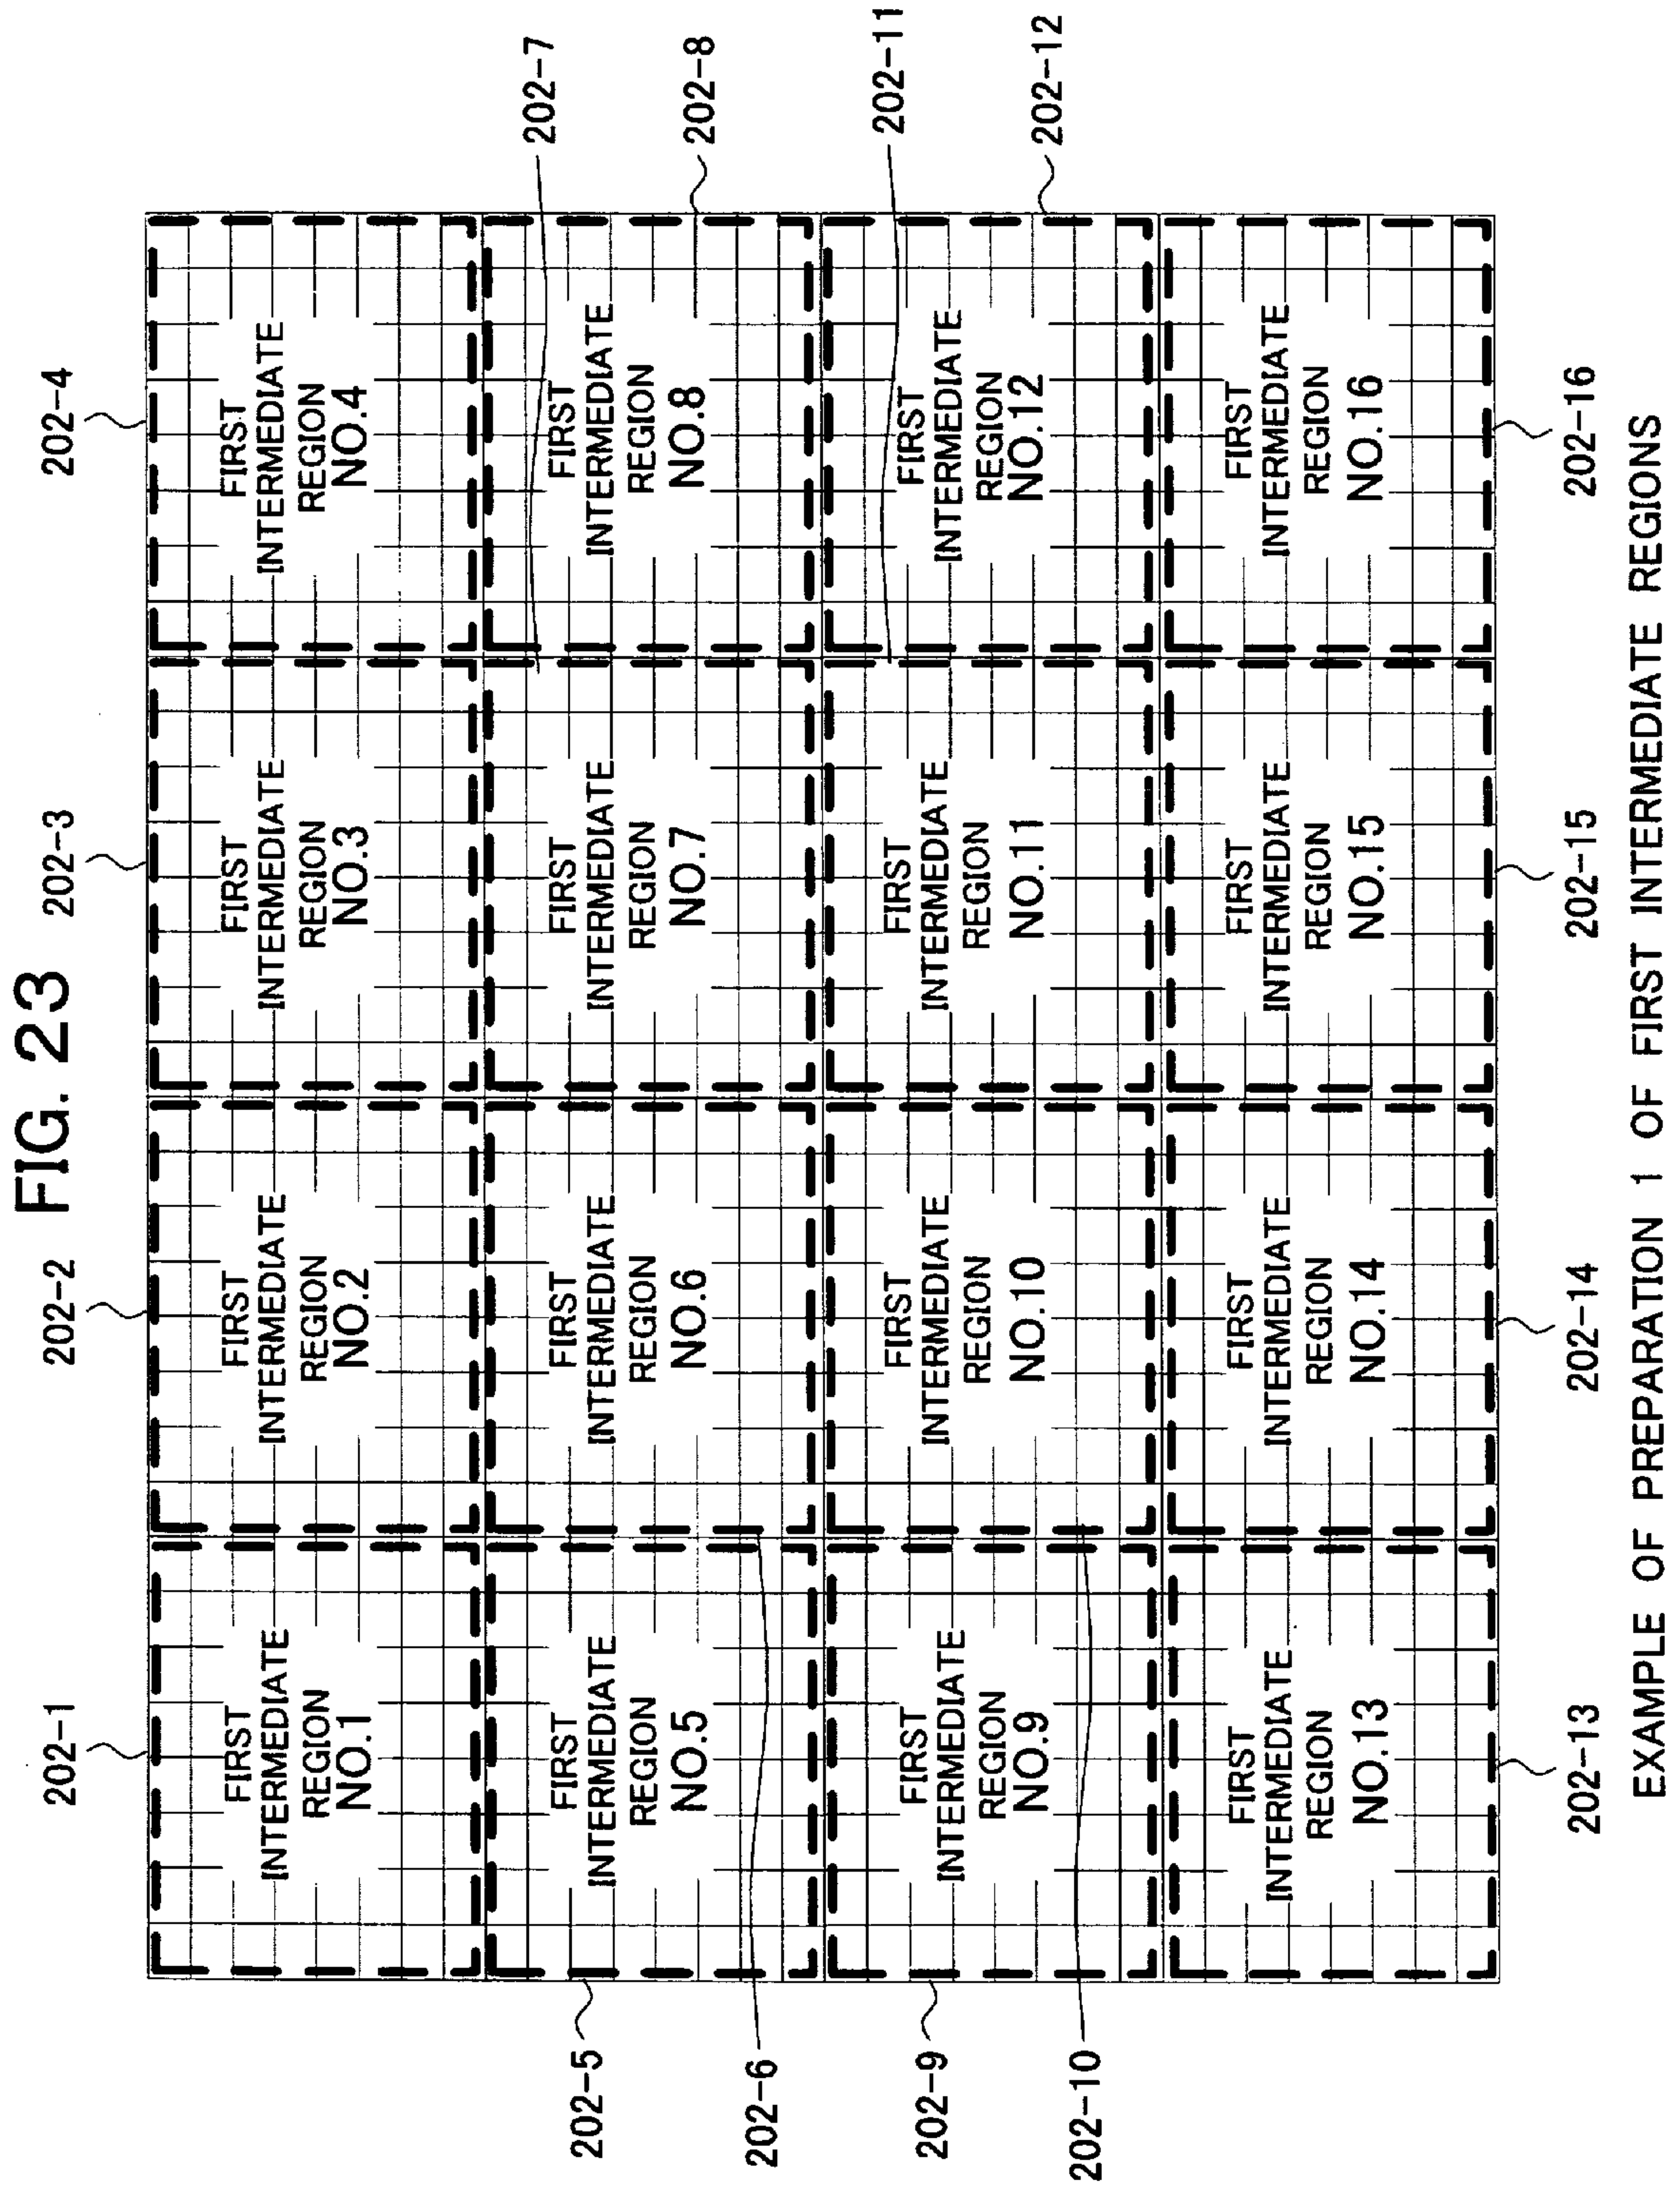 FIG. 23
202-1
202-2
202-3
202-4
FIRST
INTERMEDIATE
REGION
NO.1
FIRST
INTERMEDIATE
REGION
NO.2
FIRST
INTERMEDIATE
REGION
NO.3
FIRST
INTERMEDIATE
REGION
NO.4
202-7
202-5
FIRST
INTERMEDIATE
REGION
NO.5
FIRST
INTERMEDIATE
REGION
NO.6
FIRST
INTERMEDIATE
REGION
NO.7
FIRST
INTERMEDIATE
REGION
NO.8
202-8
202-6
202-11
202-9
FIRST
INTERMEDIATE
REGION
NO.9
FIRST
INTERMEDIATE
REGION
NO.10
FIRST
INTERMEDIATE
REGION
NO.11
FIRST
INTERMEDIATE
REGION
NO.12
202-12
202-10
FIRST
INTERMEDIATE
REGION
NO.13
FIRST
INTERMEDIATE
REGION
NO.14
FIRST
INTERMEDIATE
REGION
NO.15
FIRST
INTERMEDIATE
REGION
NO.16
202-13
202-14
202-15
202-16
EXAMPLE OF PREPARATION 1 OF FIRST INTERMEDIATE REGIONS